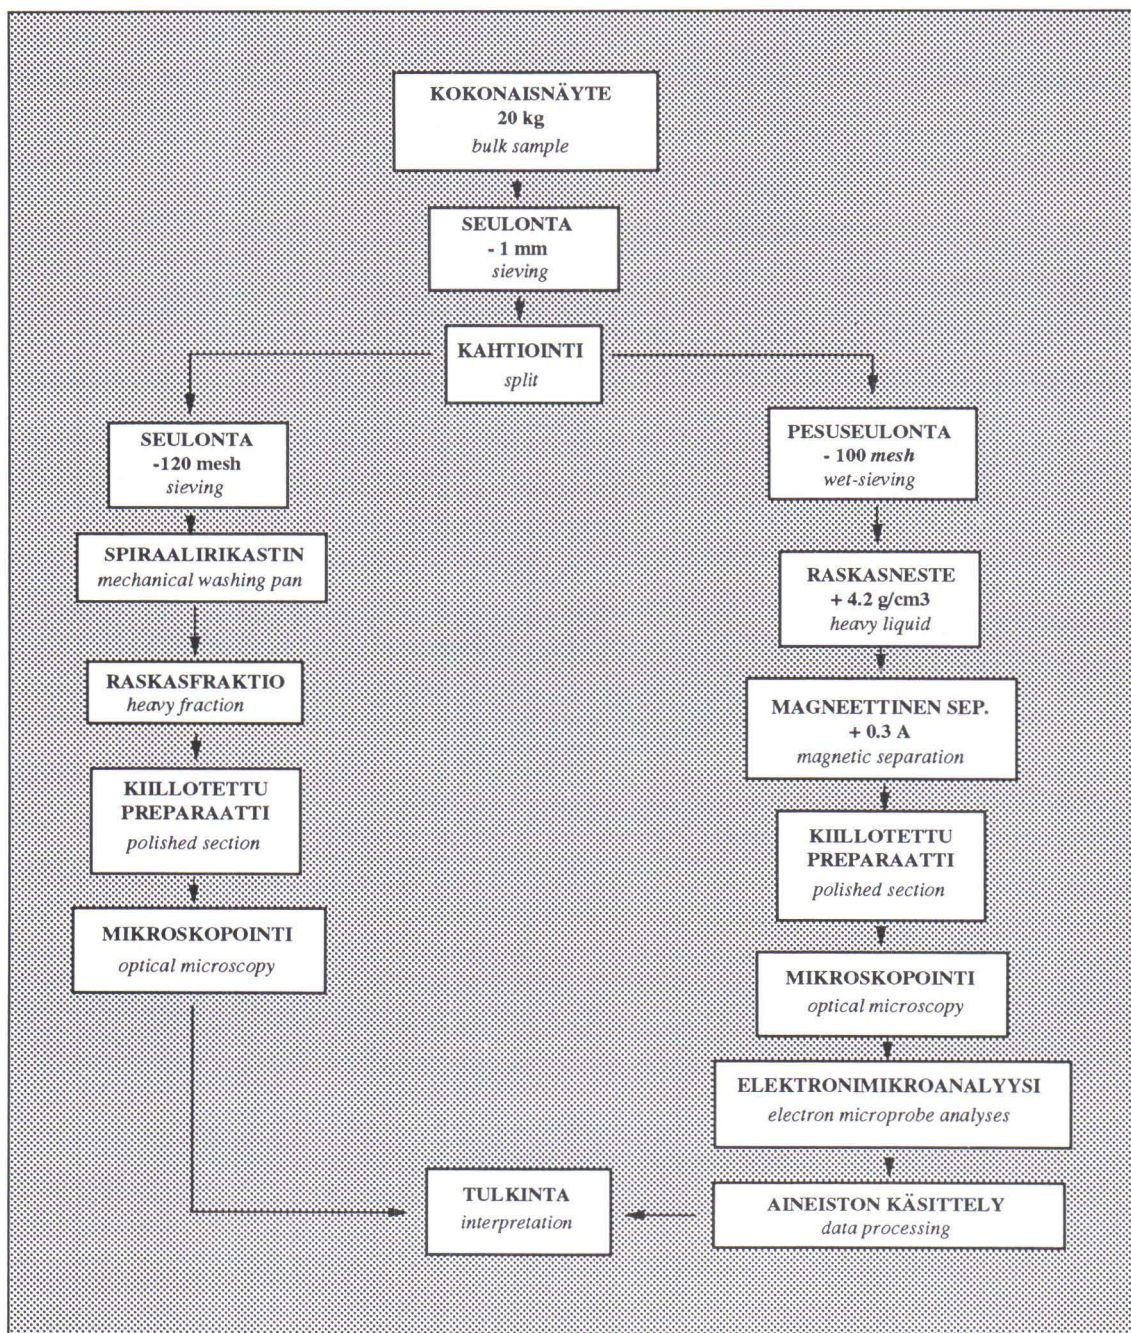 KOKONAISNÄYTE
20 kg
bulk sample
SEULONTA
- 1 mm
sieving
KAHTIOINTI
split
SEULONTA
-120 mesh
sieving
SPIRAALIRIKASTIN
mechanical washing pan
RASKASFRAKTIO
heavy fraction
KIILLOTETTU
PREPARAATTI
polished section
MIKROSKOPOINTI
optical microscopy
PESUSEULONTA
- 100 mesh
wet-sieving
RASKASNESTE
+ 4.2 g/cm3
heavy liquid
MAGNEETTINEN SEP.
+ 0.3 A
magnetic separation
KIILLOTETTU
PREPARAATTI
polished section
MIKROSKOPOINTI
optical microscopy
ELEKTRONIMIKROANALYYSI
electron microprobe analyses
AINEISTON KÄSITTELY
data processing
TULKINTA
interpretation